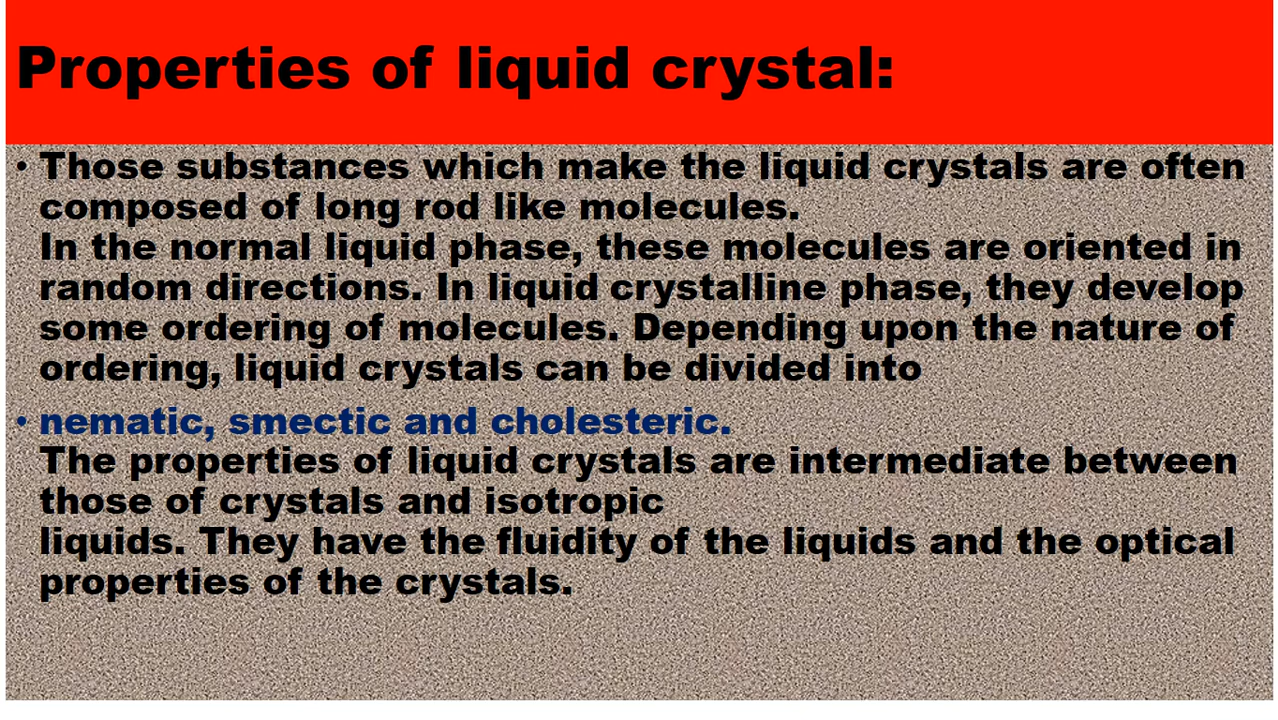 Properties of liquid crystal:
• Those substances which make the liquid crystals are often
composed of long rod like molecules.
In the normal liquid phase, these molecules are oriented in
random directions. In liquid crystalline phase, they develop
some ordering of molecules. Depending upon the nature of
ordering, liquid crystals can be divided into
• nematic, smectic and cholesteric.
The properties of liquid crystals are intermediate between
those of crystals and isotropic
liquids. They have the fluidity of the liquids and the optical
properties of the crystals.